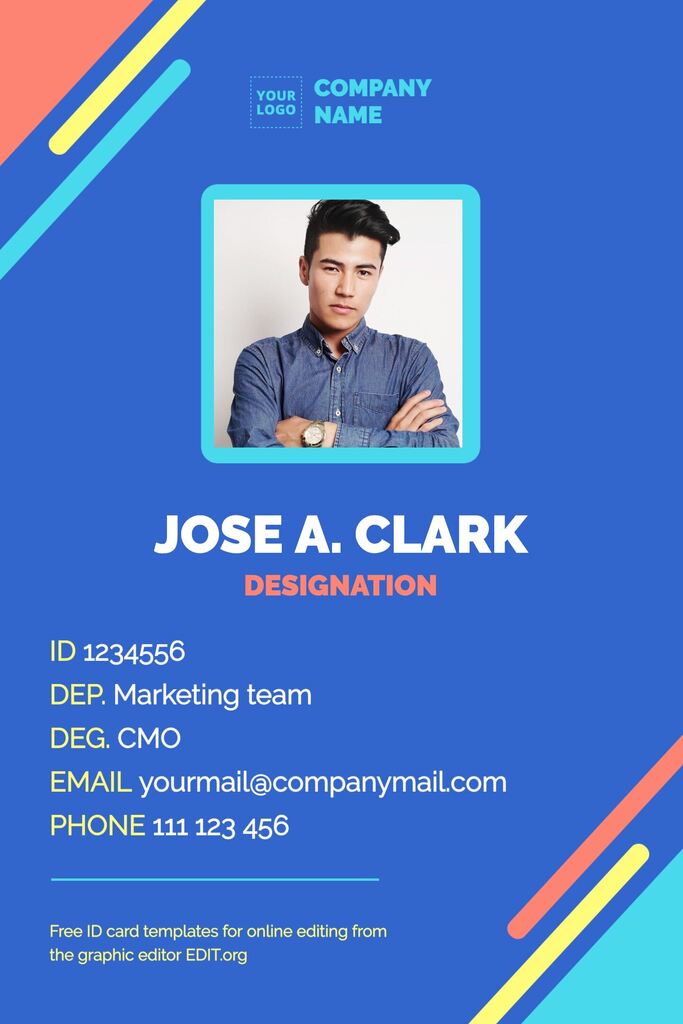 YOUR
LOGO
COMPANY
NAME
JOSE A. CLARK
DESIGNATION
ID 1234556
DEP. Marketing team
DEG. CMO
EMAIL yourmail@companymail.com
PHONE 111 123 456
Free ID card templates for online editing from
the graphic editor EDIT.org